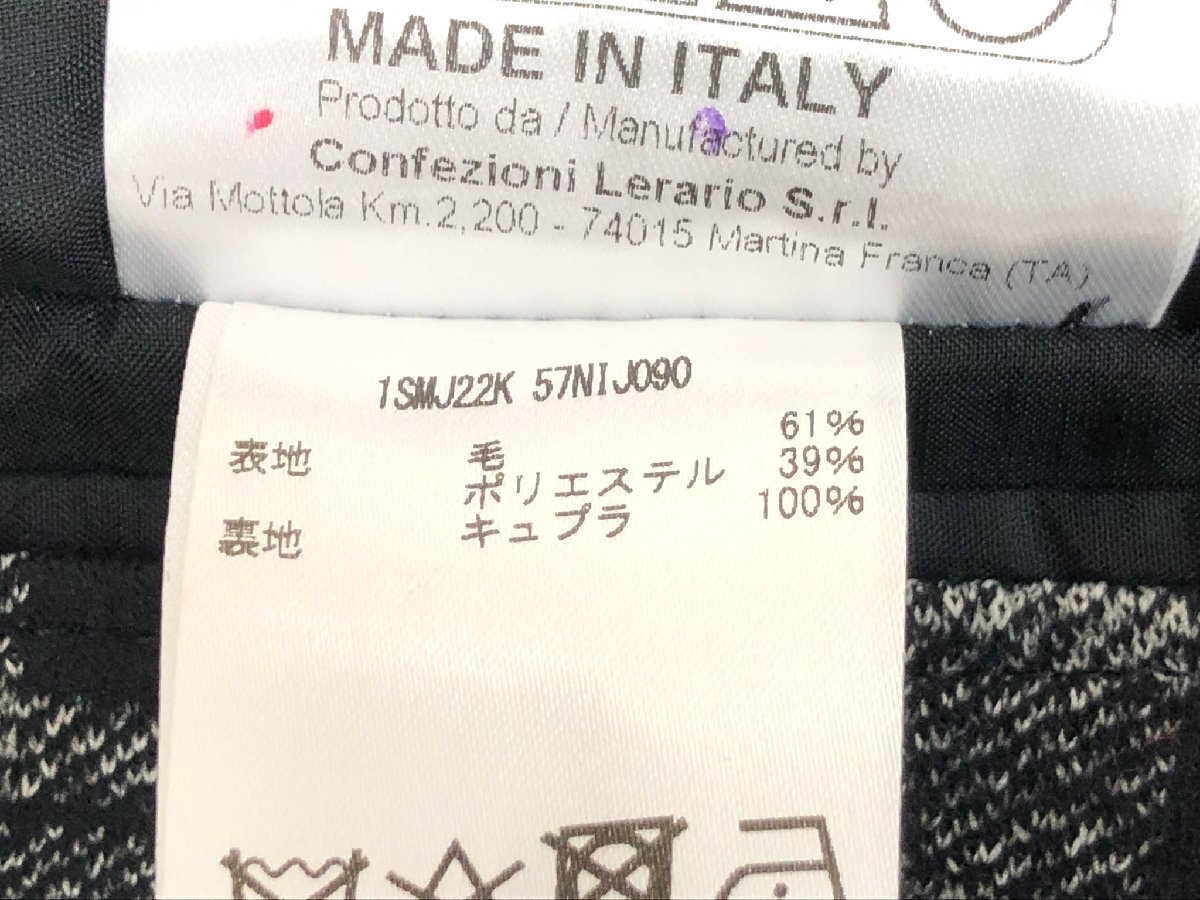 MADE IN ITALY
Prodotto da / Manufactured by
Confezioni Lerario S.r.l.
Via Mottola Km.2,200 - 74015 Martina Franca (TA)
1SMJ22K 57NIJ090
表地 毛 61%
ポリエステル 39%
裏地 キュプラ 100%